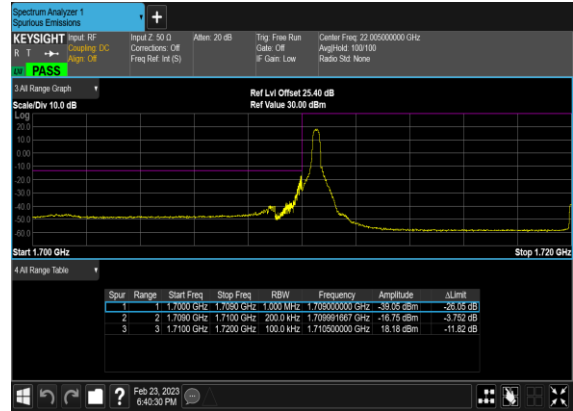 Spectrum Analyzer 1
Spurious Emissions
KEYSIGHT Input: RF Input Z: 50 Ω Atten: 20 dB Trig: Free Run Center Freq: 22.005000000 GHz
R T Coupling: DC Corrections: Off Gate: Off Avg|Hold: 100/100
Align: Off Freq Ref: Int (S) IF Gain: Low Radio Std: None
PASS
3 All Range Graph
Ref Lvl Offset 25.40 dB
Scale/Div 10.0 dB Ref Value 30.00 dBm
Log
20.0
10.0
0.00
-10.0
-20.0
-30.0
-40.0
-50.0
-60.0
Start 1.700 GHz Stop 1.720 GHz
4 All Range Table
Spur Range Start Freq Stop Freq RBW Frequency Amplitude ΔLimit
1 1 1.7000 GHz 1.7090 GHz 1.000 MHz 1.709000000 GHz -39.05 dBm -26.05 dB
2 2 1.7090 GHz 1.7100 GHz 200.0 kHz 1.709991667 GHz -16.75 dBm -3.752 dB
3 3 1.7100 GHz 1.7200 GHz 100.0 kHz 1.710500000 GHz 18.18 dBm -11.82 dB
?
Feb 23, 2023
6:40:30 PM